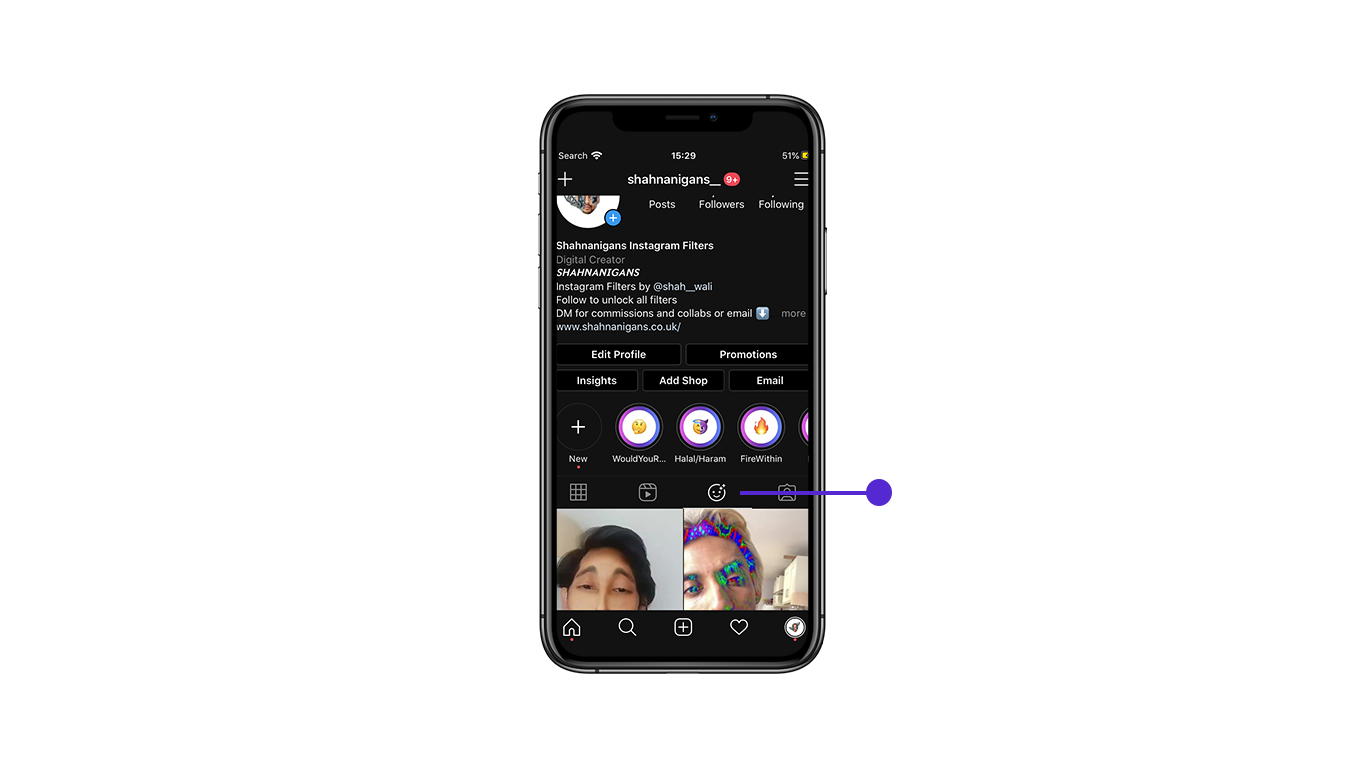 Search 15:29 51%
shahnanigans__ 9+
Posts Followers Following
Shahnanigans Instagram Filters
Digital Creator
SHAHNANIGANS
Instagram Filters by @shah__wali
Follow to unlock all filters
DM for commissions and collabs or email ⬇️ more
www.shahnanigans.co.uk/
Edit Profile Promotions
Insights Add Shop Email
New WouldYouR... Halal/Haram FireWithin